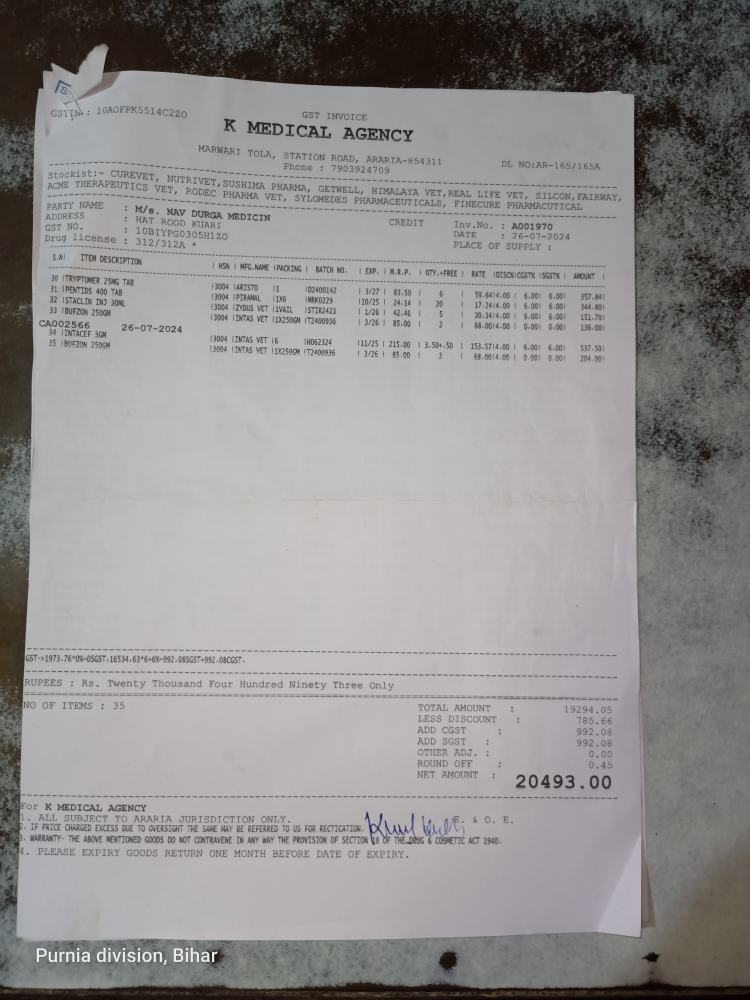 GSTIN : 10AOFPK5514C2ZO
GST INVOICE
K MEDICAL AGENCY
MARWARI TOLA, STATION ROAD, ARARIA-854311
Phone : 7903924709
DL NO:AR-165/165A
Stockist:- CUREVET, NUTRIVET,SUSHIMA PHARMA, GETWELL, HIMALAYA VET,REAL LIFE VET, SILCON,FAIRWAY,
ACME THERAPEUTICS VET, RODEC PHARMA VET, SYLOMEDES PHARMACEUTICALS, FINECURE PHARMACUTICAL
PARTY NAME : M/s. NAV DURGA MEDICIN
ADDRESS : HAT ROOD KUARI
GST NO. : 10BIYPG0305H1ZO
Drug license : 312/312A *
CREDIT
Inv.No. : A001970
DATE : 26-07-2024
PLACE OF SUPPLY :
S.N| ITEM DESCRIPTION | HSN | MFG.NAME |PACKING | BATCH NO. | EXP. | M.R.P. | QTY.+FREE | RATE |DISC%|CGST% |SGST% | AMOUNT |
30 |TRYPTOMER 25MG TAB |3004 |ARISTO |1 |D2400142 | 3/27 | 83.50 | 6 | 59.64|4.00 | 6.00| 6.00| 357.84|
31 |PENTIDS 400 TAB |3004 |PIRAMAL |1X6 |MRK0229 |10/25 | 24.14 | 20 | 17.24|4.00 | 6.00| 6.00| 344.80|
32 |STACLIN INJ 30ML |3004 |ZYDUS VET |1VAIL |STIR2423 | 1/26 | 42.46 | 5 | 30.34|4.00 | 6.00| 6.00| 151.70|
33 |BUFZON 250GM |3004 |INTAS VET |1X250GM |T2400936 | 3/26 | 85.00 | 2 | 68.00|4.00 | 0.00| 0.00| 136.00|
CA002566 26-07-2024
34 |INTACEF 3GM |3004 |INTAS VET |6 |H062324 |11/25 | 215.00 | 3.50+.50 | 153.57|4.00 | 6.00| 6.00| 537.50|
35 |BUFZON 250GM |3004 |INTAS VET |1X250GM |T2400936 | 3/26 | 85.00 | 3 | 68.00|4.00 | 0.00| 0.00| 204.00|
GST->1973.76*0%=0SGST,16534.63*6+6%=992.08SGST+992.08CGST,
RUPEES : Rs. Twenty Thousand Four Hundred Ninety Three Only
NO OF ITEMS : 35
TOTAL AMOUNT : 19294.05
LESS DISCOUNT : 785.66
ADD CGST : 992.08
ADD SGST : 992.08
OTHER ADJ. : 0.00
ROUND OFF : 0.45
NET AMOUNT : 20493.00
For K MEDICAL AGENCY
1. ALL SUBJECT TO ARARIA JURISDICTION ONLY. E. & O. E.
2. IF PRICE CHARGED EXCESS DUE TO OVERSIGHT THE SAME MAY BE REFERRED TO US FOR RECTICATION.
3. WARRANTY- THE ABOVE MENTIONED GOODS DO NOT CONTRAVENE IN ANY WAY THE PROVISION OF SECTION 18 OF THE DRUG & COSMETIC ACT 1940.
4. PLEASE EXPIRY GOODS RETURN ONE MONTH BEFORE DATE OF EXPIRY.
Purnia division, Bihar